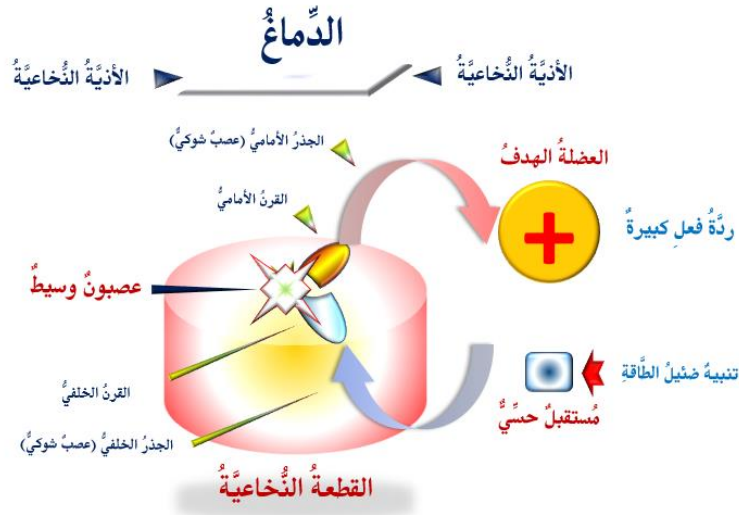 الدِّماغُ
الأذيَّةُ النُّخاعيَّةُ
الأذيَّةُ النُّخاعيَّةُ
الجذرُ الأماميُّ (عصبٌ شوكيٌّ)
العضلةُ الهدفُ
القرنُ الأماميُّ
ردَّةُ فعلٍ كبيرةٌ
عصبونٌ وسيطٌ
تنبيهٌ ضئيلُ الطَّاقةِ
القرنُ الخلفيُّ
مُستقبلٌ حسِّيٌّ
الجذرُ الخلفيُّ (عصبٌ شوكيٌّ)
القطعةُ النُّخاعيَّةُ